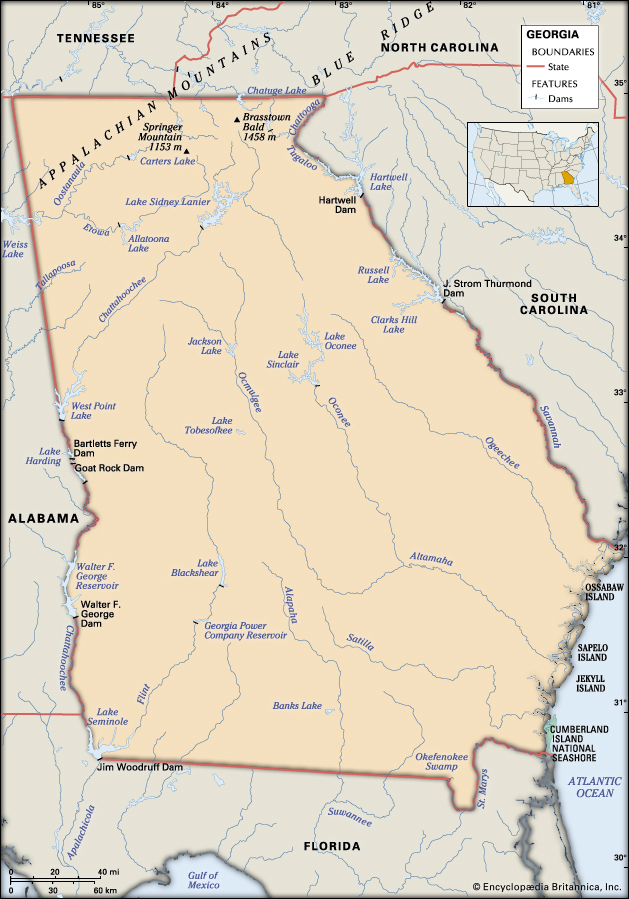 85°
84°
83°
82°
81°
TENNESSEE
NORTH CAROLINA
BLUE RIDGE
APPALACHIAN MOUNTAINS
GEORGIA
BOUNDARIES
State
FEATURES
Dams
35°
Chatuge Lake
Brasstown
Bald
1458 m
Springer
Mountain
1153 m
Chattooga
Tugaloo
Carters Lake
Oostanaula
Hartwell
Lake
Hartwell
Dam
Lake Sidney Lanier
Etowa
Allatoona
Lake
Weiss
Lake
34°
Tallapoosa
Chattahoochee
Russell
Lake
J. Strom Thurmond
Dam
Clarks Hill
Lake
SOUTH
CAROLINA
Jackson
Lake
Lake
Oconee
Lake
Sinclair
Ocmulgee
Oconee
33°
West Point
Lake
Lake
Tobesofkee
Savannah
Ogeechee
Bartletts Ferry
Dam
Lake
Harding
Goat Rock Dam
ALABAMA
32°
Altamaha
Walter F.
George
Reservoir
Lake
Blackshear
OSSABAW
ISLAND
Walter F.
George
Dam
Alapaha
Georgia Power
Company Reservoir
Satilla
SAPELO
ISLAND
Chattahoochee
JEKYLL
ISLAND
Flint
31°
Lake
Seminole
Banks Lake
CUMBERLAND
ISLAND
NATIONAL
SEASHORE
Okefenokee
Swamp
Jim Woodruff Dam
St. Marys
ATLANTIC
OCEAN
Apalachicola
Suwannee
FLORIDA
30°
0 20 40 mi
0 30 60 km
Gulf of
Mexico
© Encyclopædia Britannica, Inc.